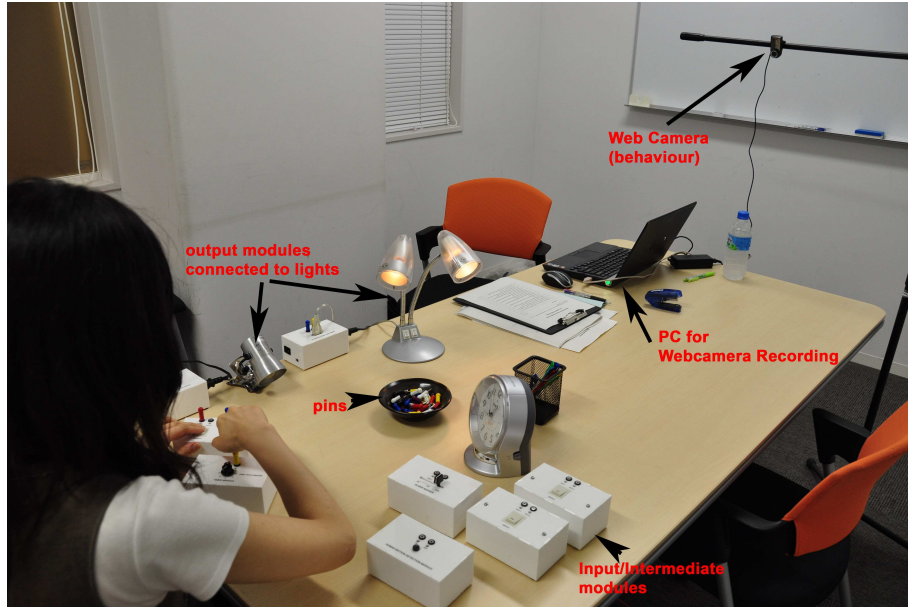 Web Camera
(behaviour)
output modules
connected to lights
PC for
Webcamera Recording
pins
Input/Intermediate
modules